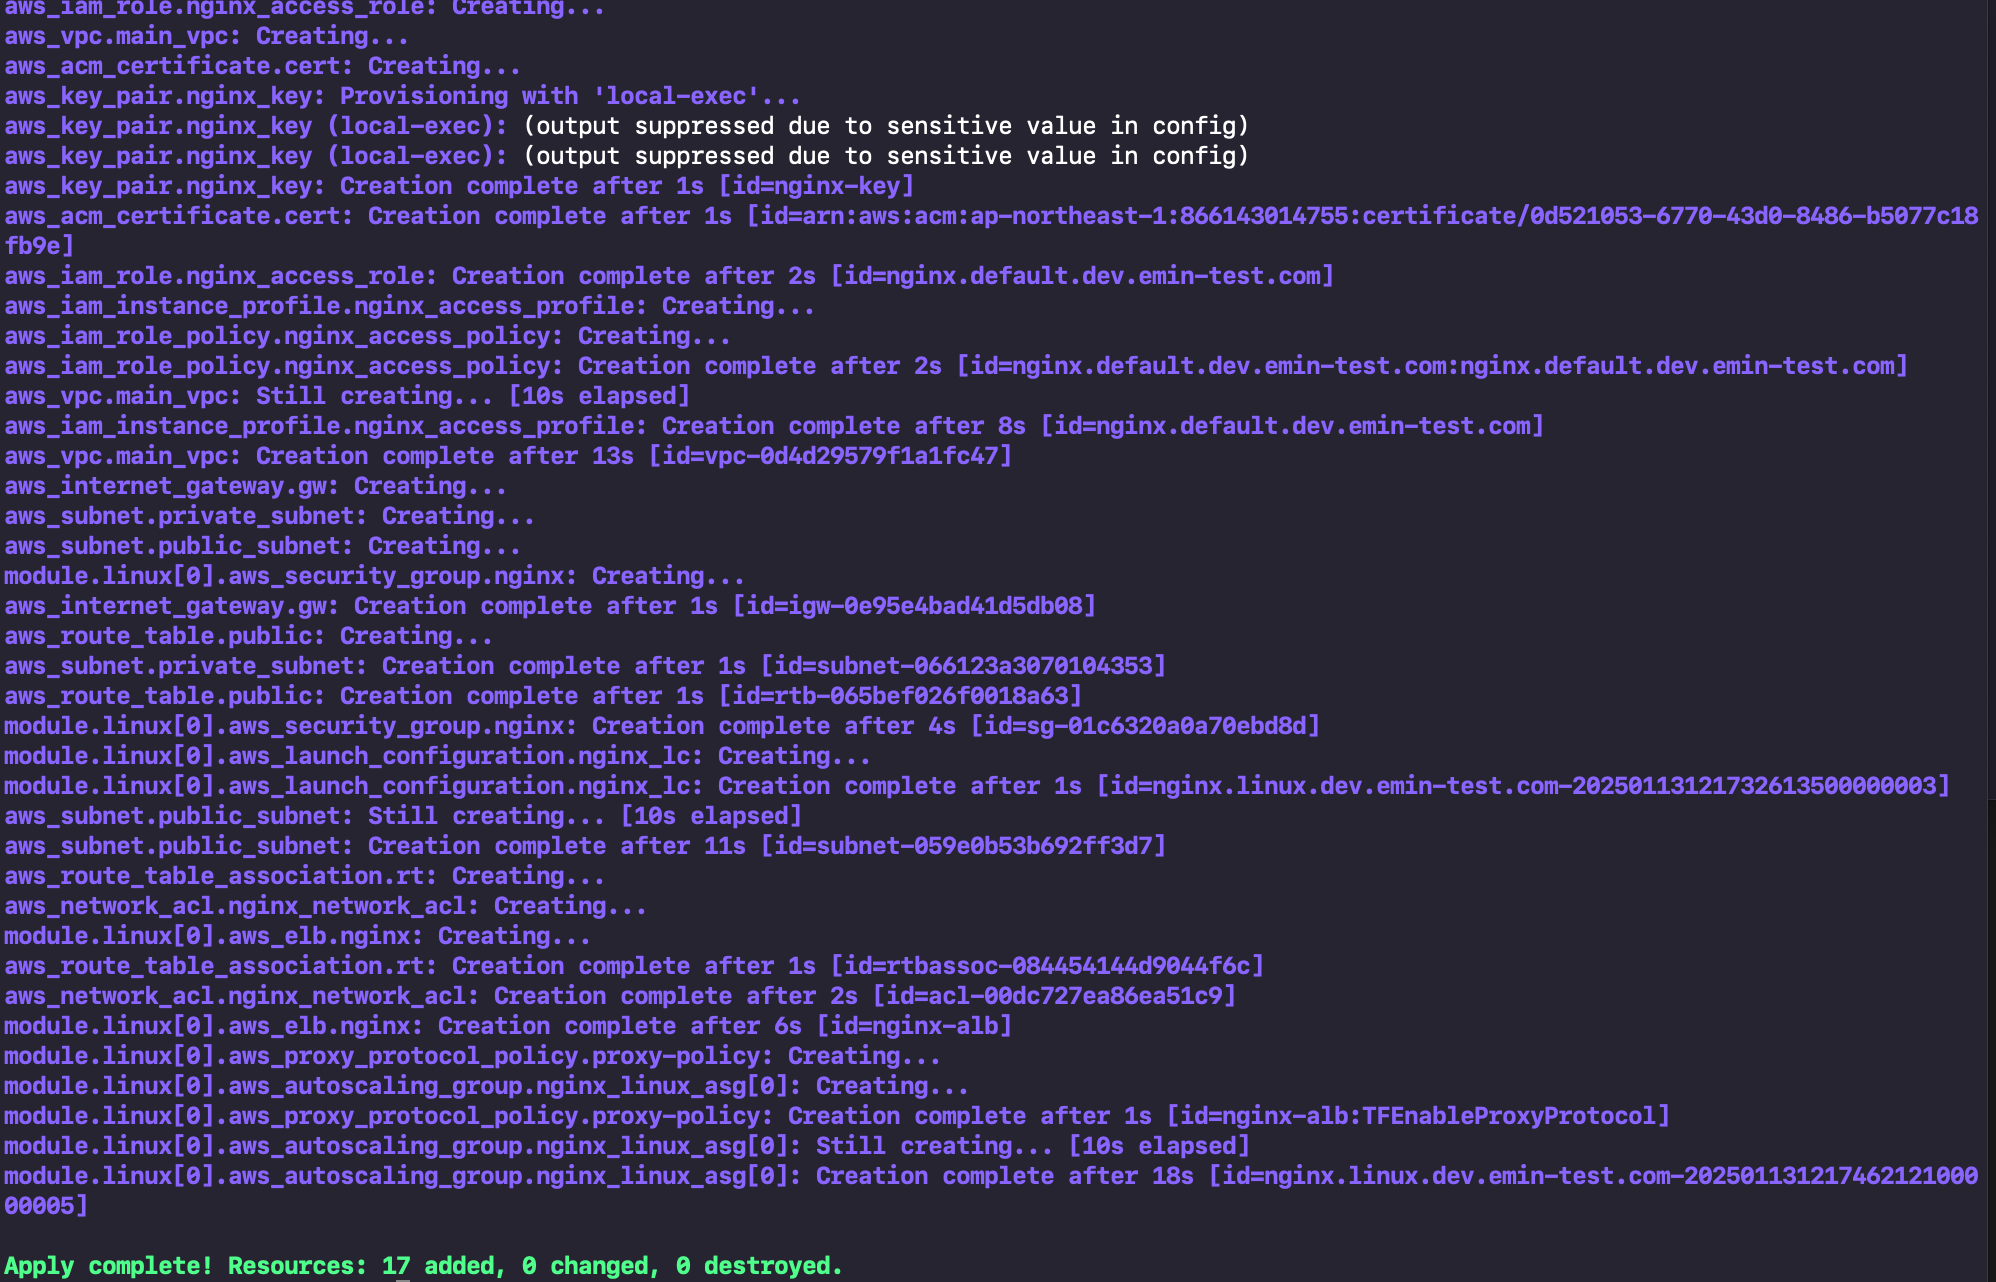 aws_iam_role.nginx_access_role: Creating...
aws_vpc.main_vpc: Creating...
aws_acm_certificate.cert: Creating...
aws_key_pair.nginx_key: Provisioning with 'local-exec'...
aws_key_pair.nginx_key (local-exec): (output suppressed due to sensitive value in config)
aws_key_pair.nginx_key (local-exec): (output suppressed due to sensitive value in config)
aws_key_pair.nginx_key: Creation complete after 1s [id=nginx-key]
aws_acm_certificate.cert: Creation complete after 1s [id=arn:aws:acm:ap-northeast-1:866143014755:certificate/0d521053-6770-43d0-8486-b5077c18
fb9e]
aws_iam_role.nginx_access_role: Creation complete after 2s [id=nginx.default.dev.emin-test.com]
aws_iam_instance_profile.nginx_access_profile: Creating...
aws_iam_role_policy.nginx_access_policy: Creating...
aws_iam_role_policy.nginx_access_policy: Creation complete after 2s [id=nginx.default.dev.emin-test.com:nginx.default.dev.emin-test.com]
aws_vpc.main_vpc: Still creating... [10s elapsed]
aws_iam_instance_profile.nginx_access_profile: Creation complete after 8s [id=nginx.default.dev.emin-test.com]
aws_vpc.main_vpc: Creation complete after 13s [id=vpc-0d4d29579f1a1fc47]
aws_internet_gateway.gw: Creating...
aws_subnet.private_subnet: Creating...
aws_subnet.public_subnet: Creating...
module.linux[0].aws_security_group.nginx: Creating...
aws_internet_gateway.gw: Creation complete after 1s [id=igw-0e95e4bad41d5db08]
aws_route_table.public: Creating...
aws_subnet.private_subnet: Creation complete after 1s [id=subnet-066123a3070104353]
aws_route_table.public: Creation complete after 1s [id=rtb-065bef026f0018a63]
module.linux[0].aws_security_group.nginx: Creation complete after 4s [id=sg-01c6320a0a70ebd8d]
module.linux[0].aws_launch_configuration.nginx_lc: Creating...
module.linux[0].aws_launch_configuration.nginx_lc: Creation complete after 1s [id=nginx.linux.dev.emin-test.com-20250113121732613500000003]
aws_subnet.public_subnet: Still creating... [10s elapsed]
aws_subnet.public_subnet: Creation complete after 11s [id=subnet-059e0b53b692ff3d7]
aws_route_table_association.rt: Creating...
aws_network_acl.nginx_network_acl: Creating...
module.linux[0].aws_elb.nginx: Creating...
aws_route_table_association.rt: Creation complete after 1s [id=rtbassoc-084454144d9044f6c]
aws_network_acl.nginx_network_acl: Creation complete after 2s [id=acl-00dc727ea86ea51c9]
module.linux[0].aws_elb.nginx: Creation complete after 6s [id=nginx-alb]
module.linux[0].aws_proxy_protocol_policy.proxy-policy: Creating...
module.linux[0].aws_autoscaling_group.nginx_linux_asg[0]: Creating...
module.linux[0].aws_proxy_protocol_policy.proxy-policy: Creation complete after 1s [id=nginx-alb:TFEnableProxyProtocol]
module.linux[0].aws_autoscaling_group.nginx_linux_asg[0]: Still creating... [10s elapsed]
module.linux[0].aws_autoscaling_group.nginx_linux_asg[0]: Creation complete after 18s [id=nginx.linux.dev.emin-test.com-202501131217462121000
00005]
Apply complete! Resources: 17 added, 0 changed, 0 destroyed.